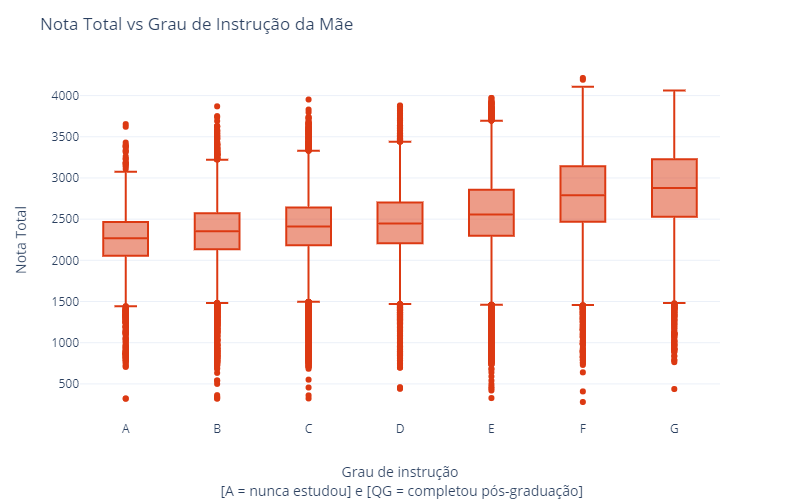 Nota Total vs Grau de Instrução da Mãe
Nota Total
4000
3500
3000
2500
2000
1500
1000
500
A B C D E F G
Grau de instrução
[A = nunca estudou] e [QG = completou pós-graduação]